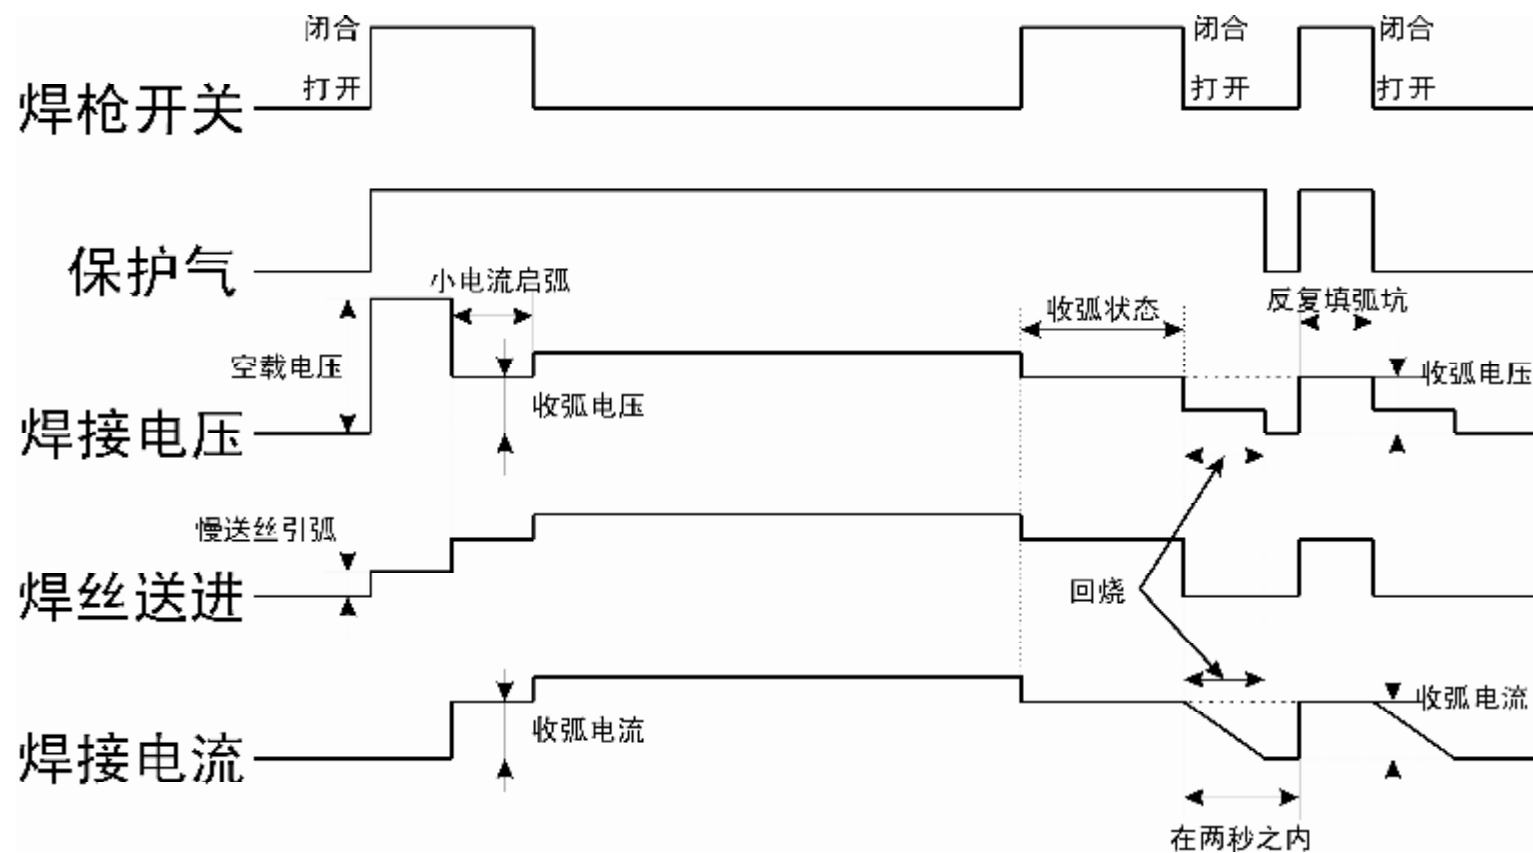 闭合
闭合
闭合
打开
打开
打开
焊枪开关
保护气
小电流启弧
收弧状态
反复填弧坑
空载电压
收弧电压
收弧电压
焊接电压
慢送丝引弧
焊丝送进
回烧
收弧电流
收弧电流
焊接电流
在两秒之内